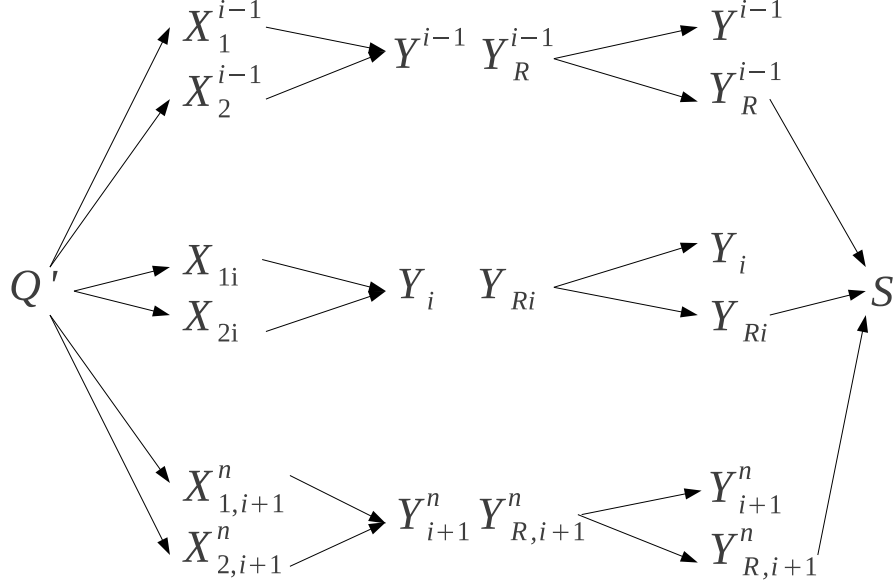 X_1^{i−1} Y^{i−1} Y_R^{i−1} Y^{i−1}
X_2^{i−1} Y_R^{i−1}
Q' X_{1i} Y_i Y_{Ri} Y_i S
X_{2i} Y_{Ri}
X_{1,i+1}^n Y_{i+1}^n Y_{R,i+1}^n Y_{i+1}^n
X_{2,i+1}^n Y_{R,i+1}^n